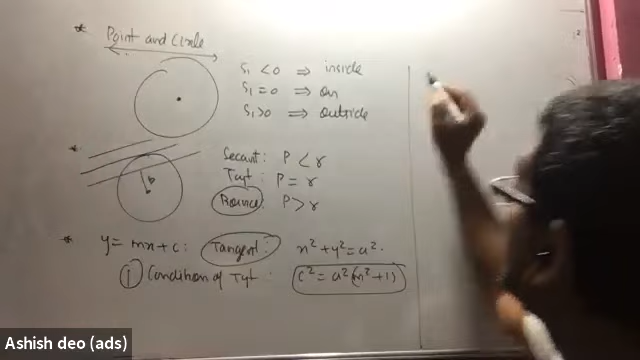 * Point and Circle
S₁ < 0 ⇒ inside
S₁ = 0 ⇒ on
S₁ > 0 ⇒ outside
*
p
Secant: P < r
Tgt: P = r
Bounce: P > r
* y = mx + c: Tangent: x² + y² = a².
① Condition of Tgt: c² = a²(m² + 1)
Ashish deo (ads)